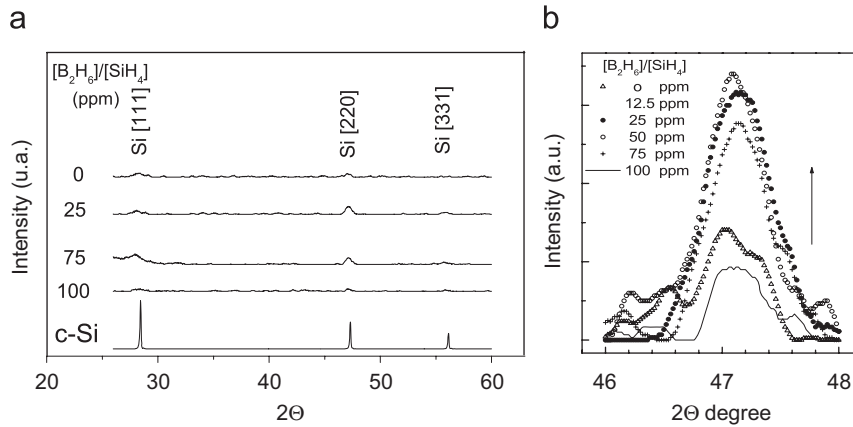 a
[B₂H₆]/[SiH₄]
(ppm)
Si [111]
Si [220]
Si [331]
0
25
75
100
c-Si
Intensity (u.a.)
20
30
40
50
60
2Θ
b
[B₂H₆]/[SiH₄]
o ppm
12.5 ppm
25 ppm
50 ppm
75 ppm
100 ppm
Intensity (a.u.)
46
47
48
2Θ degree